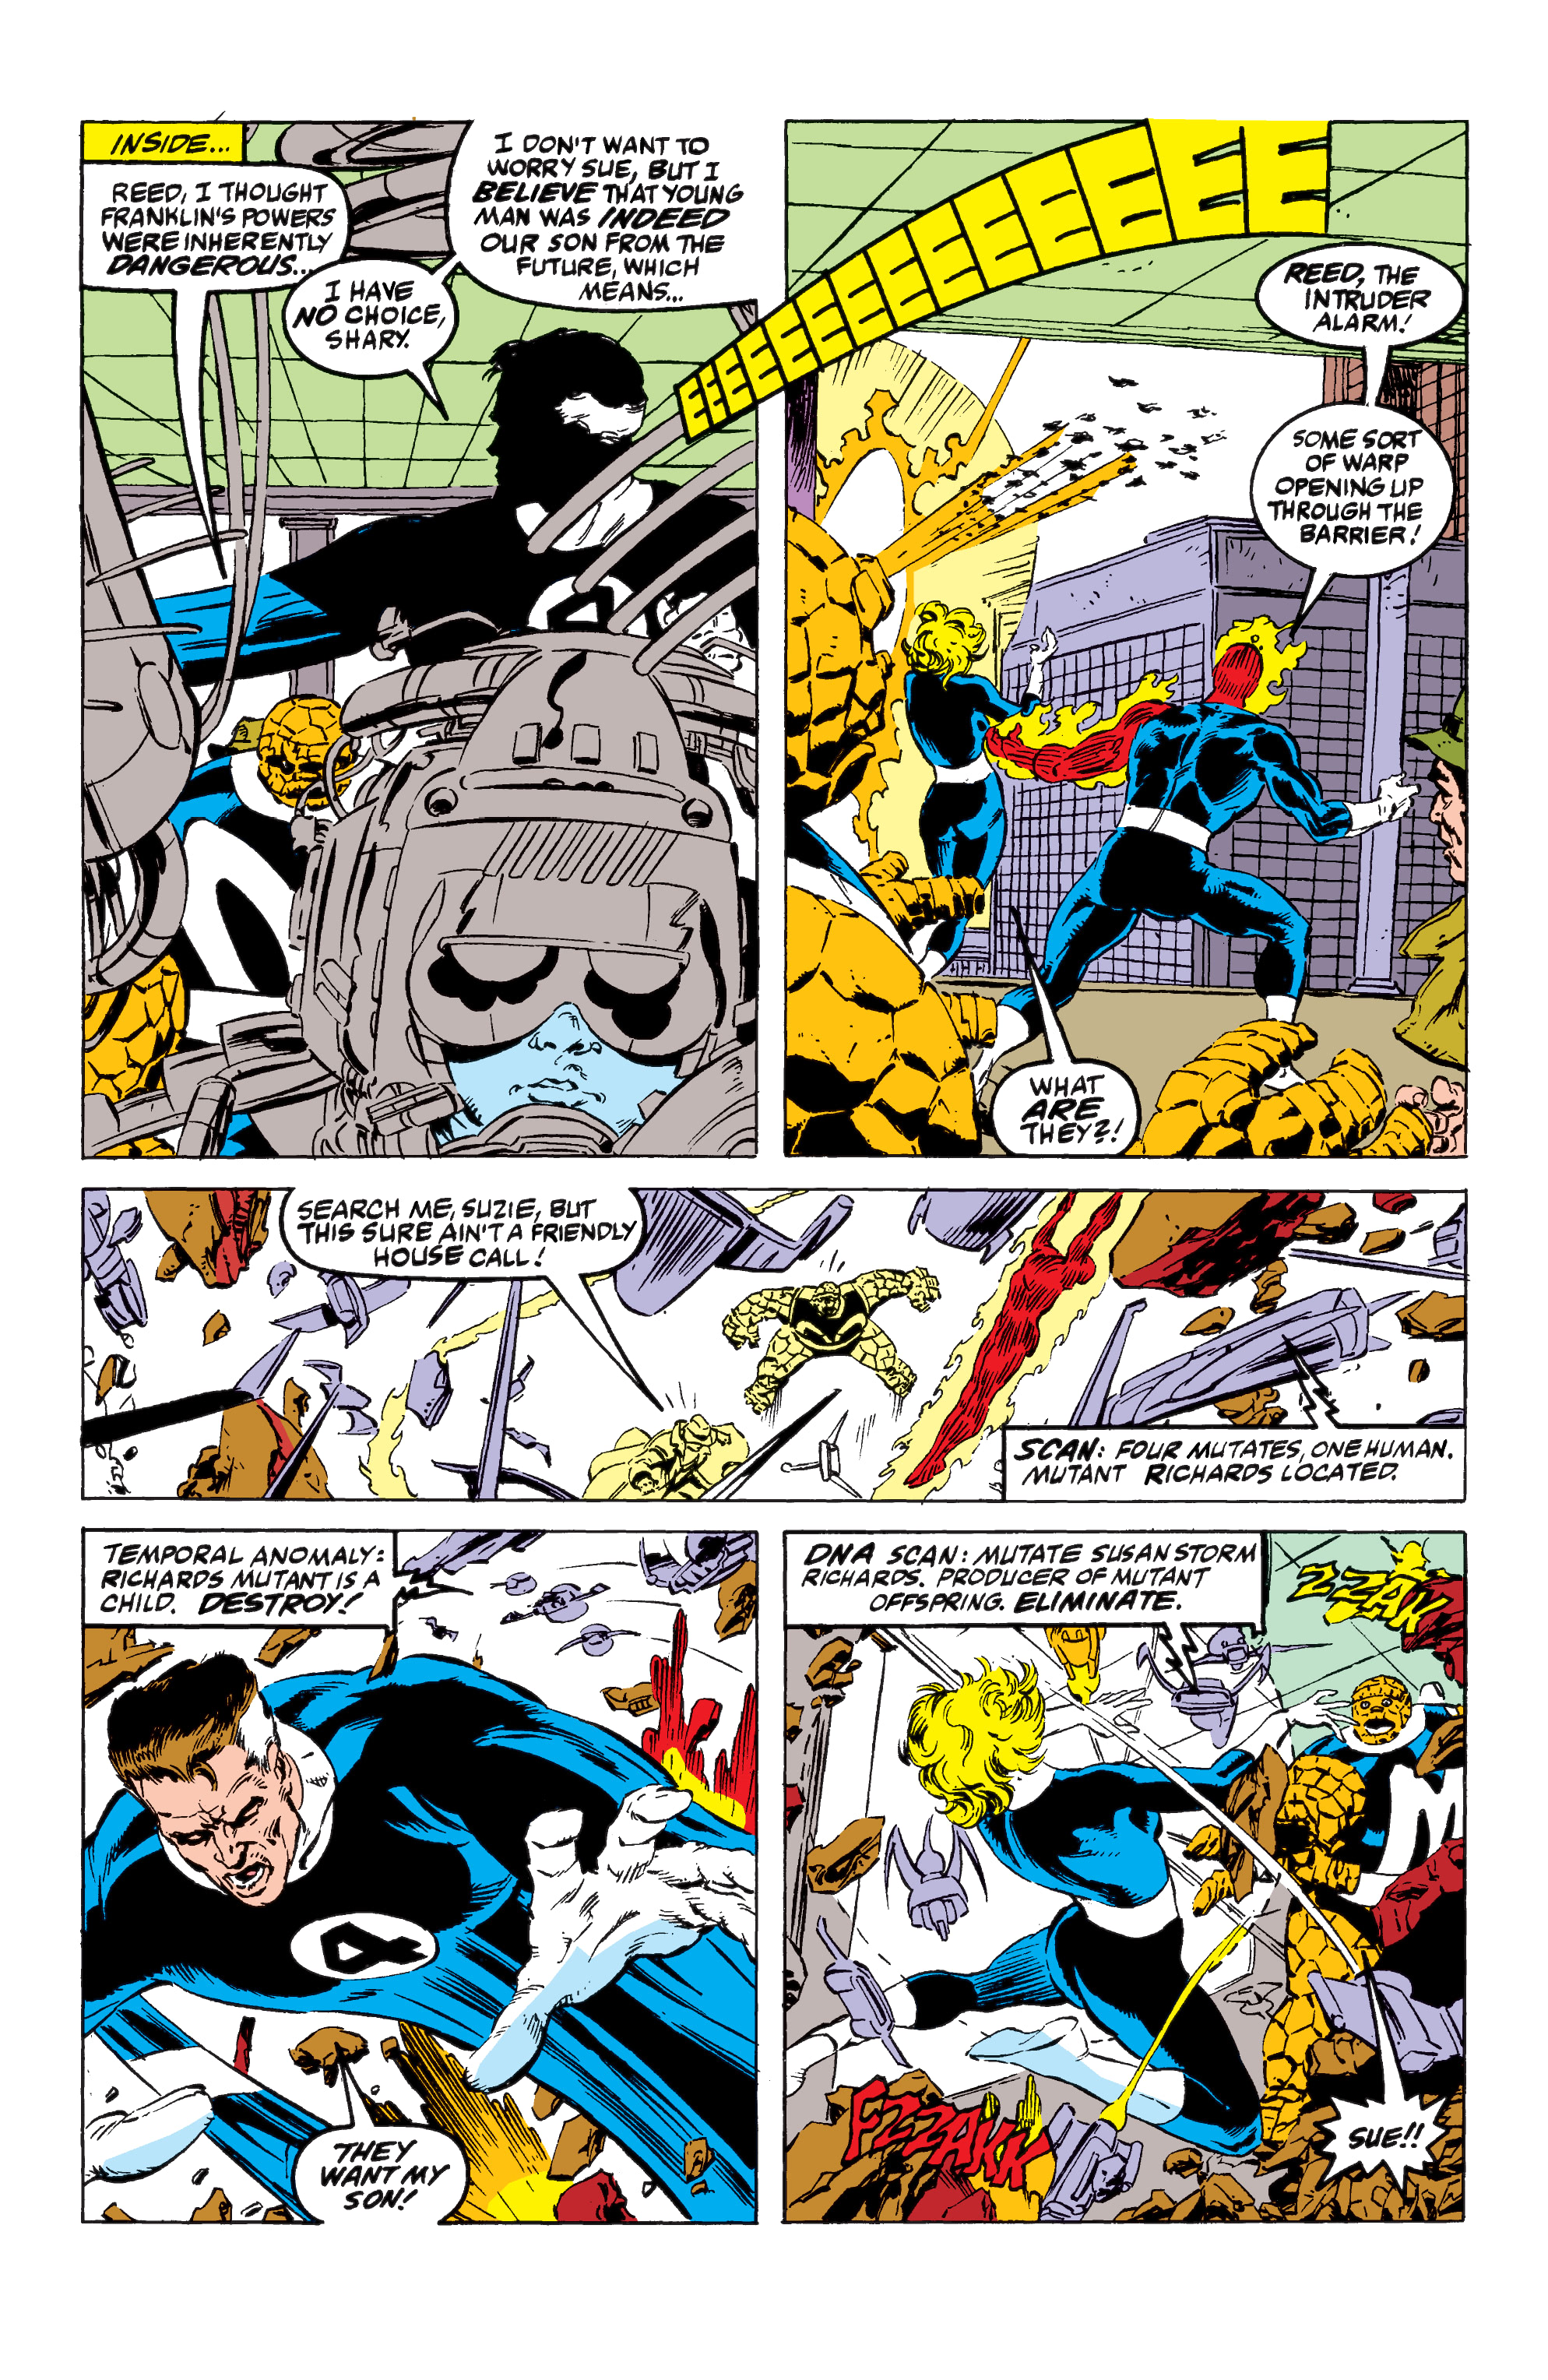 INSIDE...
REED, I THOUGHT
FRANKLIN'S POWERS
WERE INHERENTLY
DANGEROUS...
I HAVE
NO CHOICE,
SHARY.
I DON'T WANT TO
WORRY SUE, BUT I
BELIEVE THAT YOUNG
MAN WAS INDEED
OUR SON FROM THE
FUTURE, WHICH
MEANS...
EEEEEEEEEEEEEEE
REED, THE
INTRUDER
ALARM!
SOME SORT
OF WARP
OPENING UP
THROUGH THE
BARRIER!
WHAT
ARE
THEY?!
SEARCH ME, SUZIE, BUT
THIS SURE AIN'T A FRIENDLY
HOUSE CALL!
SCAN: FOUR MUTATES, ONE HUMAN.
MUTANT RICHARDS LOCATED.
TEMPORAL ANOMALY:
RICHARDS MUTANT IS A
CHILD. DESTROY!
4
THEY
WANT MY
SON!
DNA SCAN: MUTATE SUSAN STORM
RICHARDS. PRODUCER OF MUTANT
OFFSPRING. ELIMINATE.
ZZZAK
FZZZAKK
SUE!!